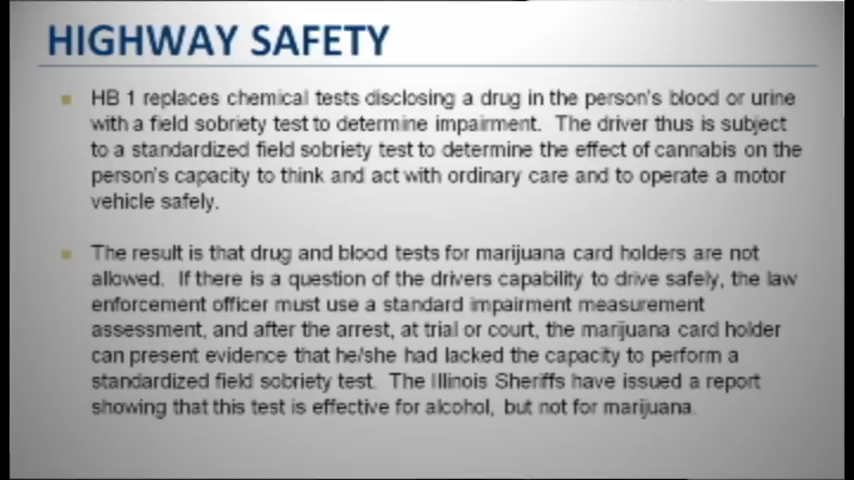 HIGHWAY SAFETY
HB 1 replaces chemical tests disclosing a drug in the person's blood or urine
with a field sobriety test to determine impairment. The driver thus is subject
to a standardized field sobriety test to determine the effect of cannabis on the
person's capacity to think and act with ordinary care and to operate a motor
vehicle safely.
The result is that drug and blood tests for marijuana card holders are not
allowed. If there is a question of the drivers capability to drive safely, the law
enforcement officer must use a standard impairment measurement
assessment, and after the arrest, at trial or court, the marijuana card holder
can present evidence that he/she had lacked the capacity to perform a
standardized field sobriety test. The Illinois Sheriffs have issued a report
showing that this test is effective for alcohol, but not for marijuana.